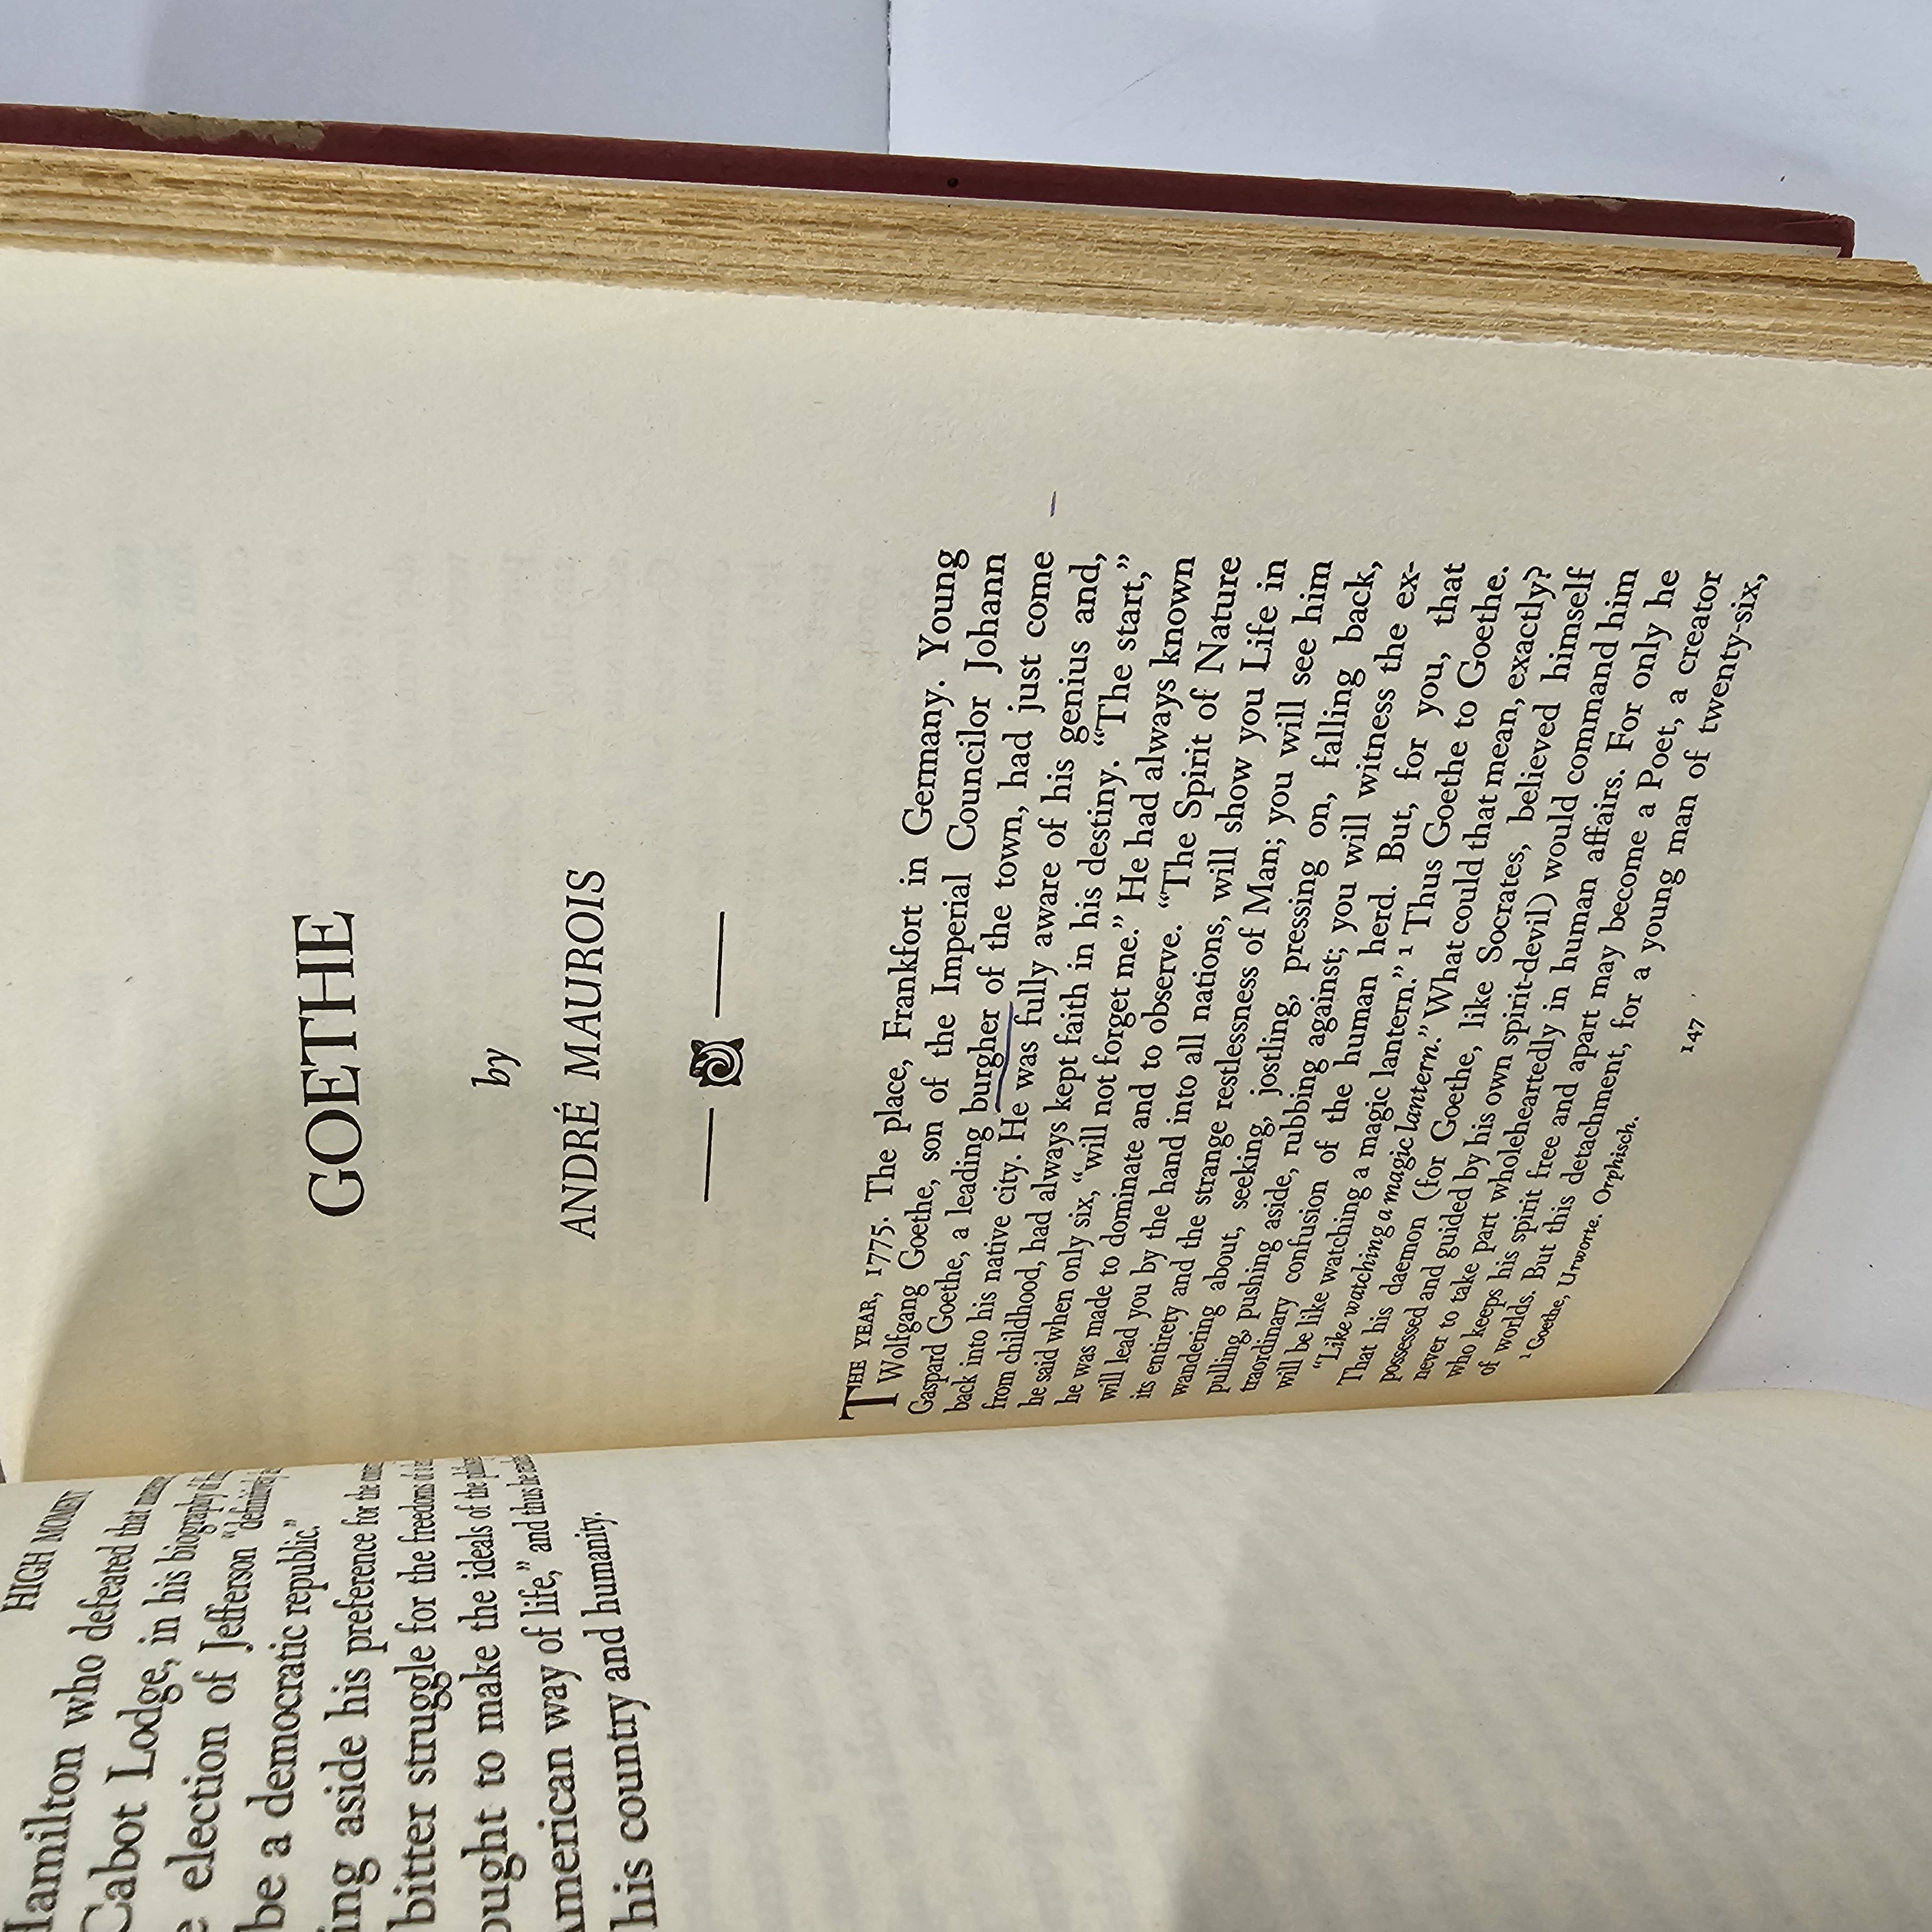 HIGH MOMENT
Hamilton who defeated that
Cabot Lodge, in his biography of
election of Jefferson “definitively
be a democratic republic.”
ing aside his preference for the
bitter struggle for the freedoms of a
ought to make the ideals of the
American way of life,” and thus he
his country and humanity.
GOETHE
by
ANDRÉ MAUROIS
THE YEAR, 1775. The place, Frankfort in Germany. Young
Wolfgang Goethe, son of the Imperial Councilor Johann
Gaspard Goethe, a leading burgher of the town, had just come
back into his native city. He was fully aware of his genius and,
from childhood, had always kept faith in his destiny. “The start,”
he said when only six, “will not forget me.” He had always known
he was made to dominate and to observe. “The Spirit of Nature
will lead you by the hand into all nations, will show you Life in
its entirety and the strange restlessness of Man; you will see him
wandering about, seeking, jostling, pressing on, falling back,
pulling, pushing aside, rubbing against; you will witness the ex-
traordinary confusion of the human herd. But, for you, that
will be like watching a magic lantern.” 1 Thus Goethe to Goethe.
“Like watching a magic lantern.” What could that mean, exactly?
That his daemon (for Goethe, like Socrates, believed himself
possessed and guided by his own spirit-devil) would command him
never to take part wholeheartedly in human affairs. For only he
who keeps his spirit free and apart may become a Poet, a creator
of worlds. But this detachment, for a young man of twenty-six,
1 Goethe, Urworte. Orphisch.
147